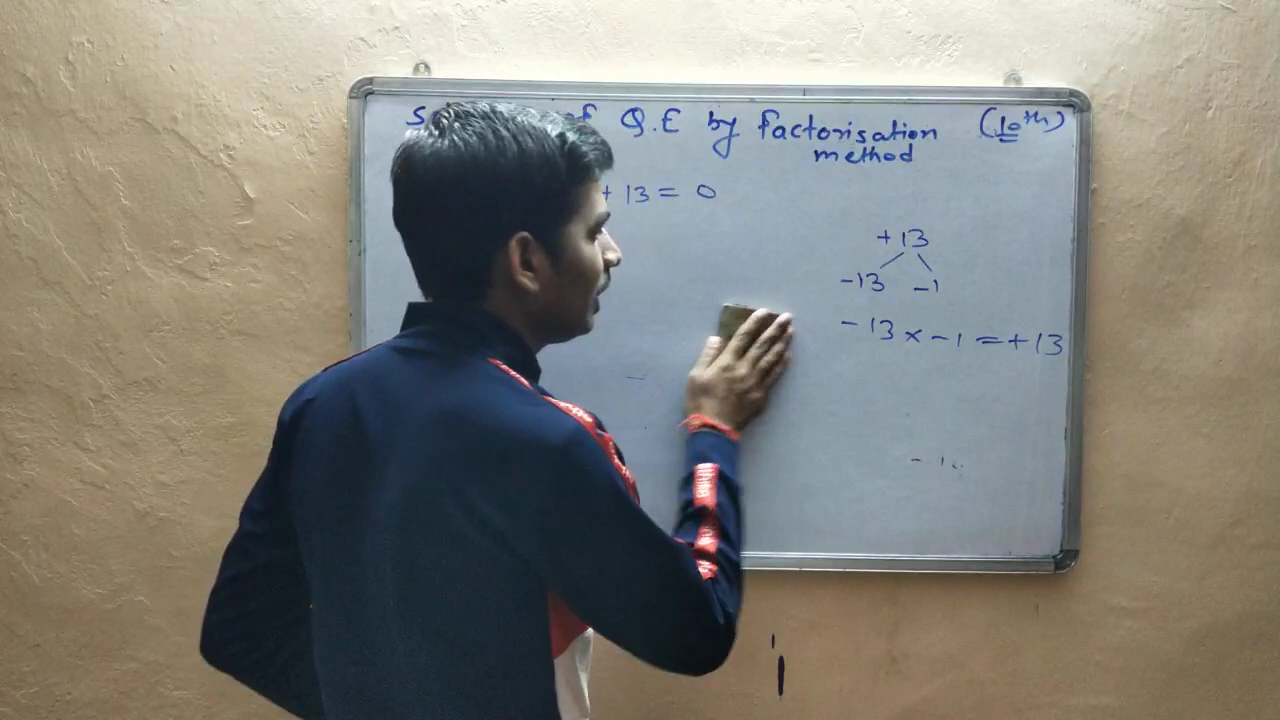 of Q.E by factorisation (10th)
method
+ 13 = 0
+13
-13 -1
-13 x -1 = +13